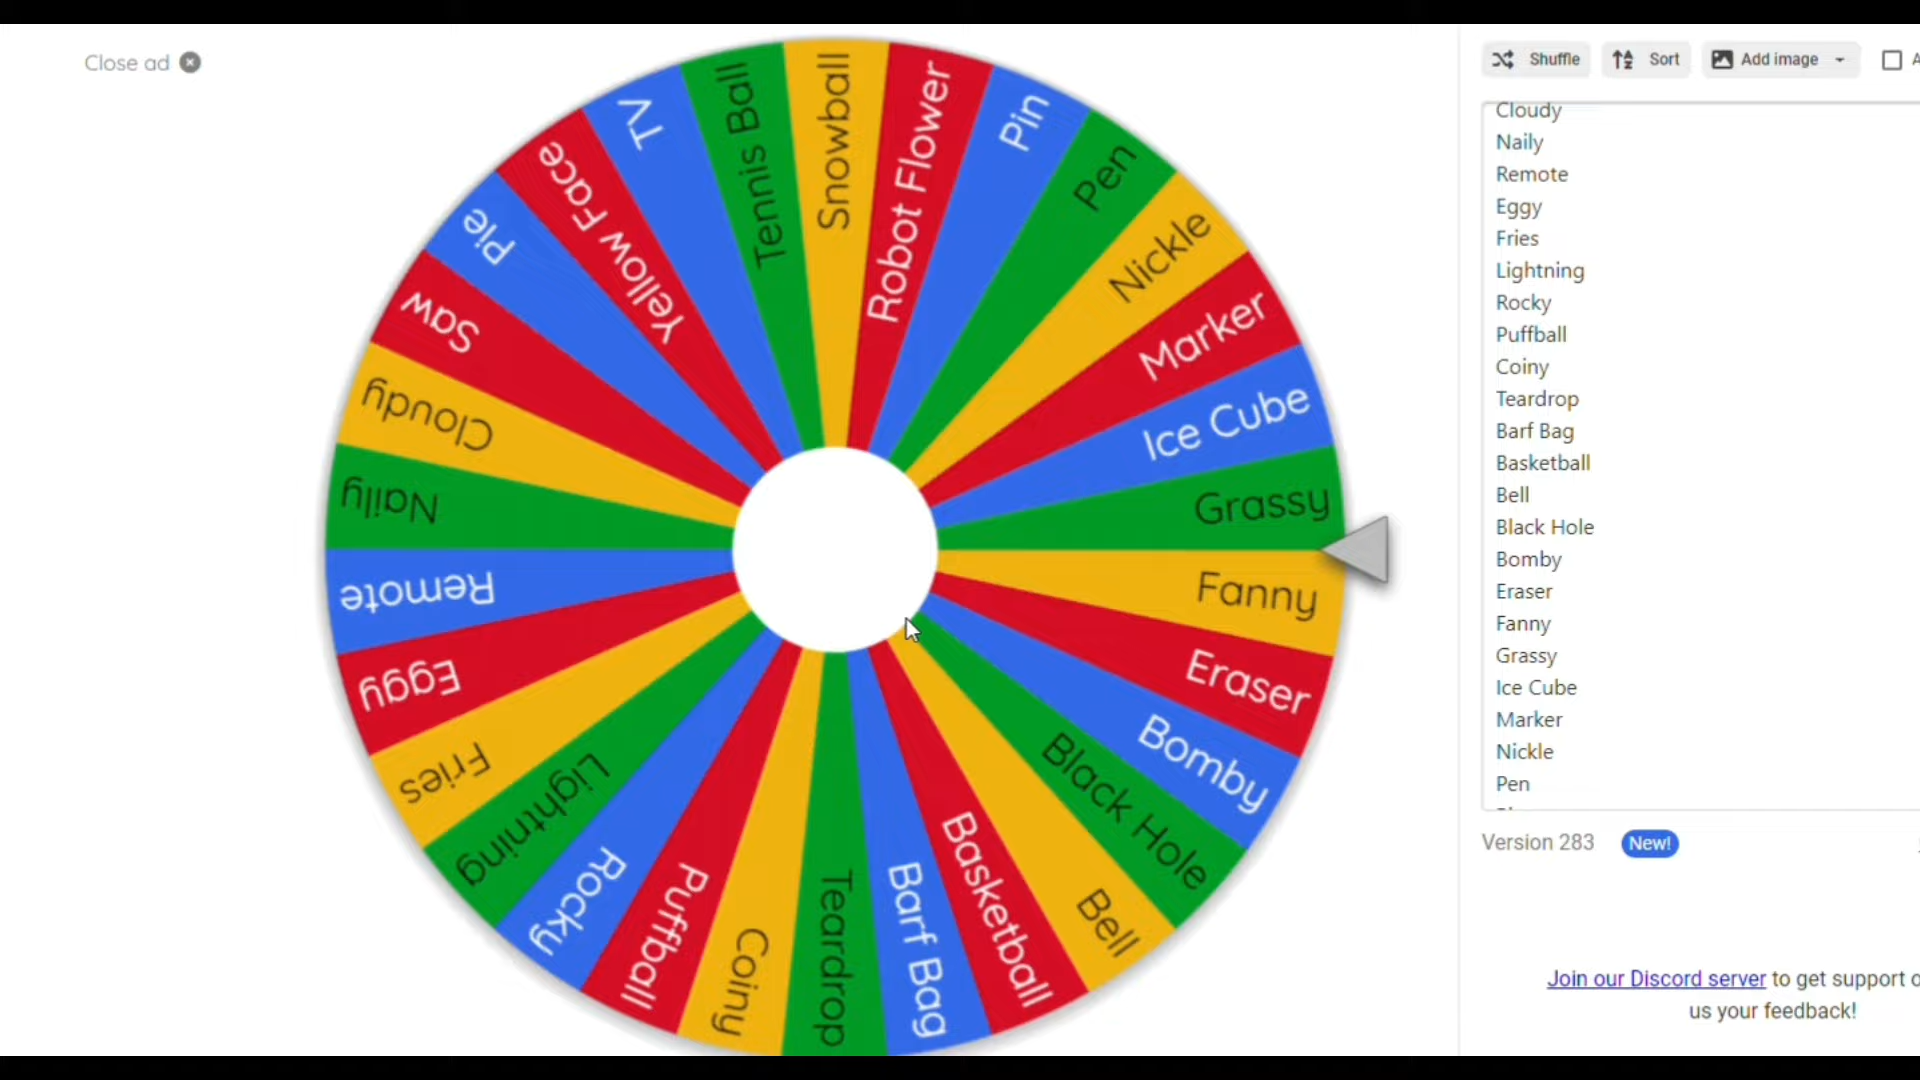 Close ad
Snowball
Robot Flower
Pin
Pen
Nickle
Marker
Ice Cube
Grassy
Fanny
Eraser
Bomby
Black Hole
Bell
Basketball
Barf Bag
Teardrop
Coiny
Puffball
Rocky
Lightning
Fries
Eggy
Remote
Naily
Cloudy
Saw
Pie
Yellow Face
TV
Tennis Ball
Shuffle
Sort
Add image
Cloudy
Naily
Remote
Eggy
Fries
Lightning
Rocky
Puffball
Coiny
Teardrop
Barf Bag
Basketball
Bell
Black Hole
Bomby
Eraser
Fanny
Grassy
Ice Cube
Marker
Nickle
Pen
Version 283 New!
Join our Discord server to get support
us your feedback!